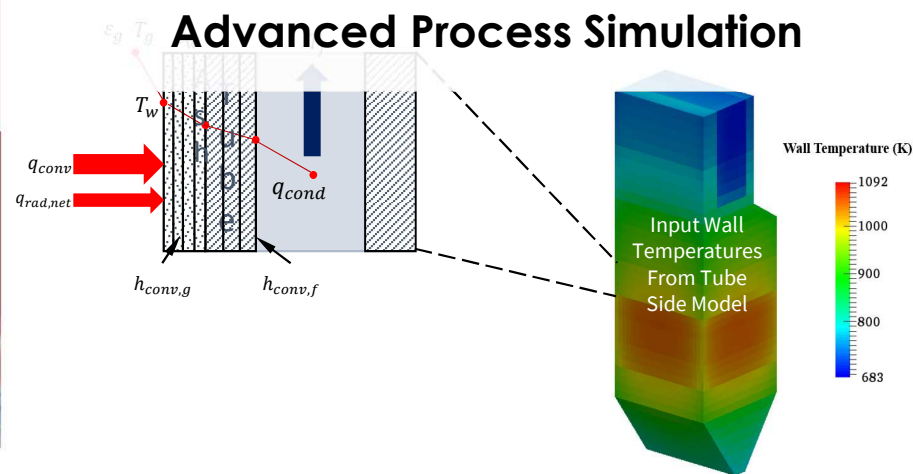 Advanced Process Simulation
ε_g T_g
T_w
q_conv
q_rad,net
q_cond
h_conv,g
h_conv,f
Wall Temperature (K)
1092
1000
900
800
683
Input Wall
Temperatures
From Tube
Side Model